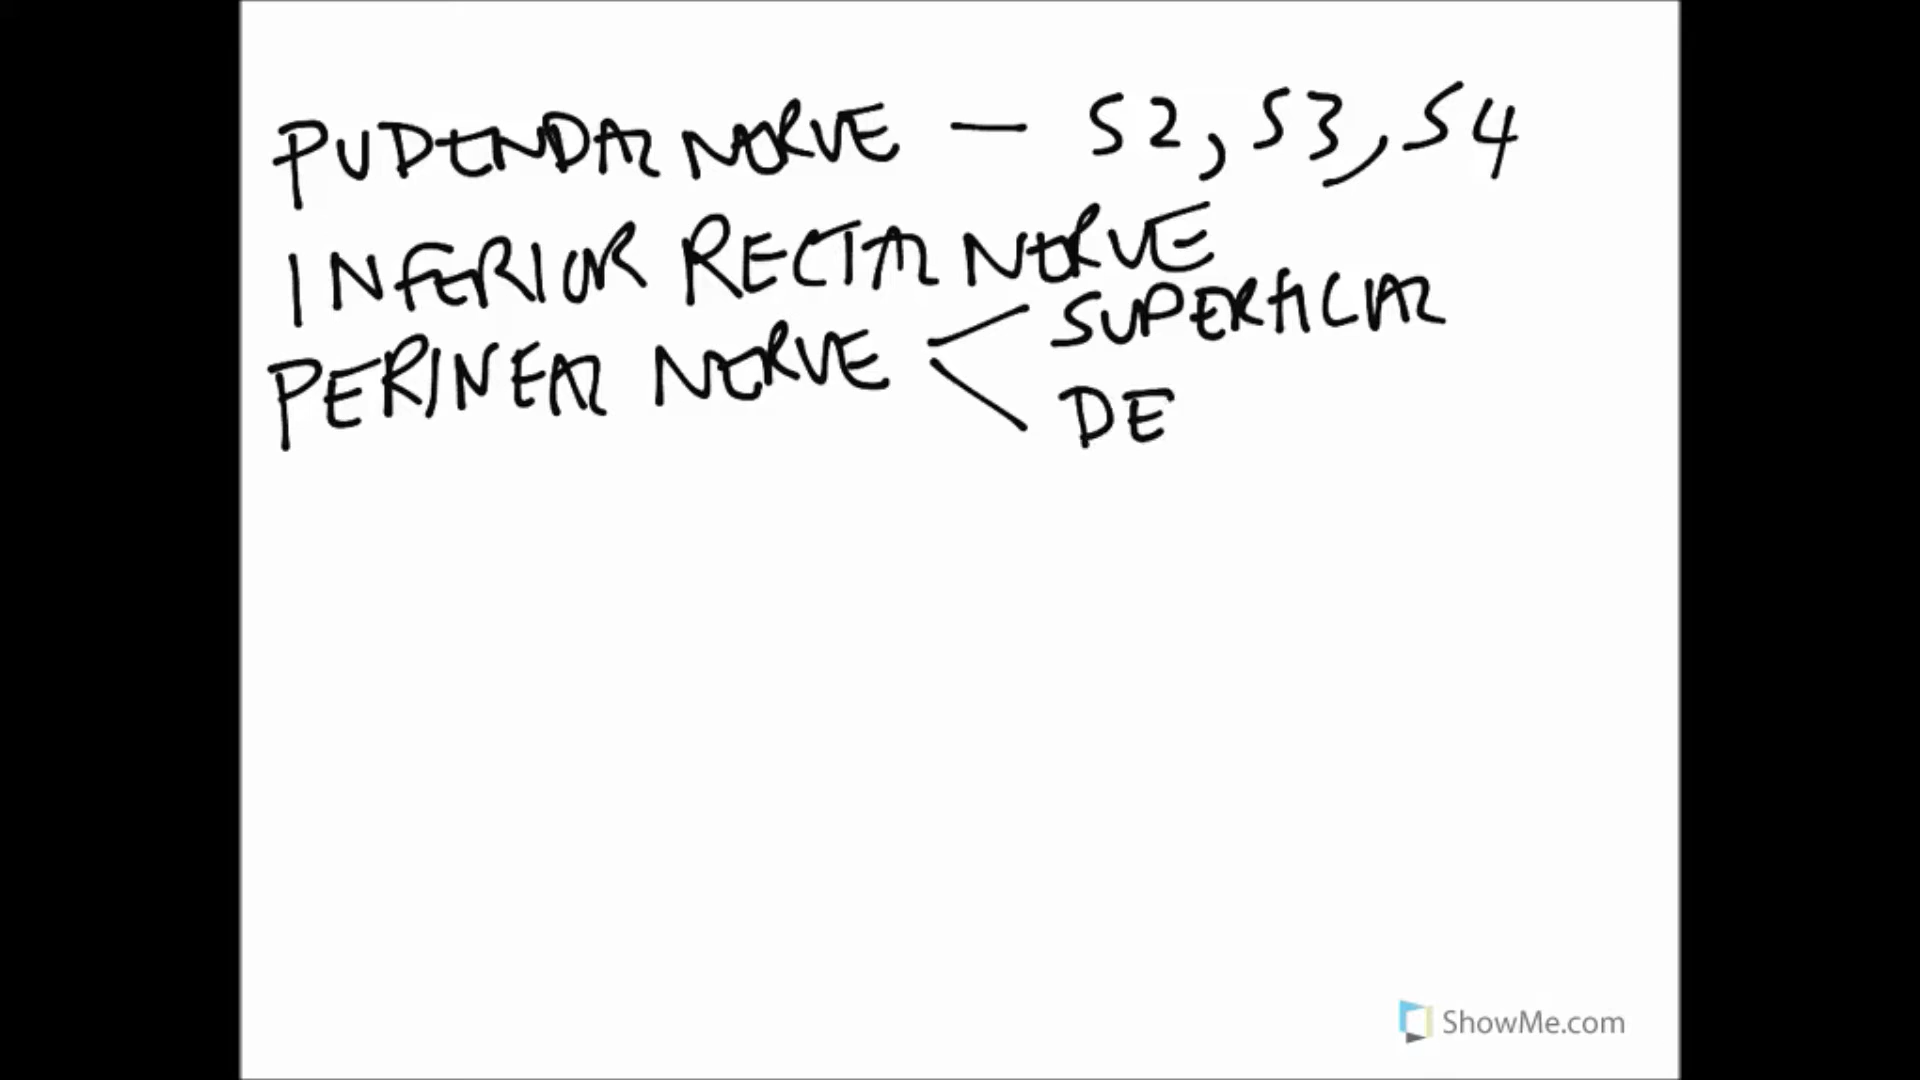 PUDENDAL NERVE — S2, S3, S4
INFERIOR RECTAL NERVE
PERINEAL NERVE < SUPERFICIAL
DE
ShowMe.com